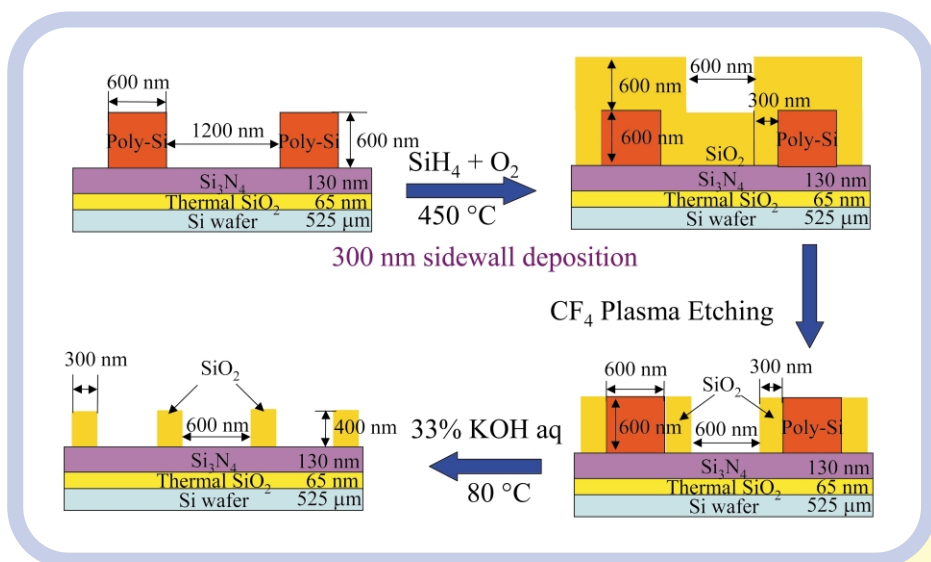 600 nm
Poly-Si
1200 nm
Poly-Si
600 nm
Si₃N₄ 130 nm
Thermal SiO₂ 65 nm
Si wafer 525 μm
SiH₄ + O₂
450 °C
600 nm
600 nm
300 nm
600 nm
Poly-Si
SiO₂
Si₃N₄ 130 nm
Thermal SiO₂ 65 nm
Si wafer 525 μm
300 nm sidewall deposition
CF₄ Plasma Etching
300 nm
SiO₂
600 nm
400 nm
Si₃N₄ 130 nm
Thermal SiO₂ 65 nm
Si wafer 525 μm
33% KOH aq
80 °C
600 nm
SiO₂
300 nm
600 nm
600 nm
Poly-Si
Si₃N₄ 130 nm
Thermal SiO₂ 65 nm
Si wafer 525 μm